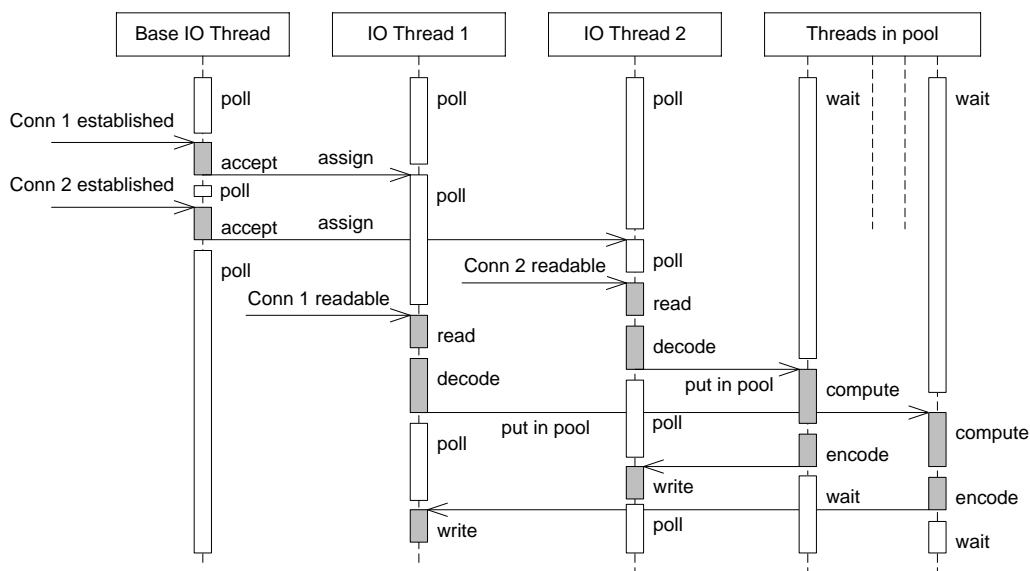 Base IO Thread
IO Thread 1
IO Thread 2
Threads in pool
poll
poll
poll
wait
wait
Conn 1 established
accept
assign
Conn 2 established
poll
poll
accept
assign
poll
poll
Conn 2 readable
Conn 1 readable
read
read
decode
decode
put in pool
compute
put in pool
poll
poll
compute
encode
write
wait
encode
write
poll
wait